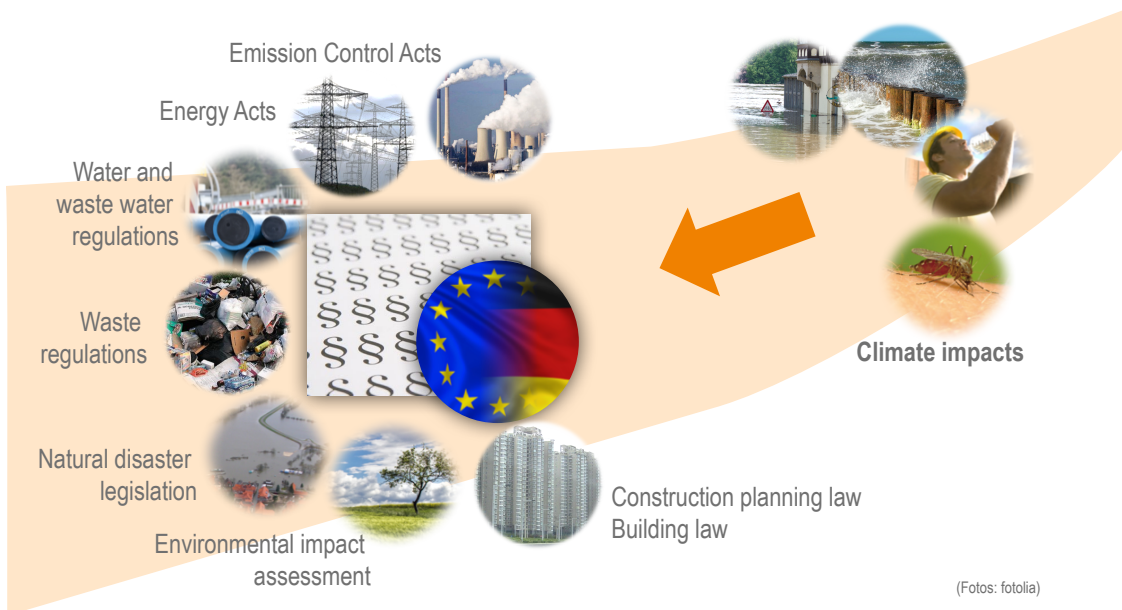 Emission Control Acts
Energy Acts
Water and
waste water
regulations
Waste
regulations
Natural disaster
legislation
Environmental impact
assessment
Construction planning law
Building law
Climate impacts
(Fotos: fotolia)
§ § § § § §
§ § § § § §
§ § § § § §
§ § § § §
§ § § §
§ § § §
§ § § §